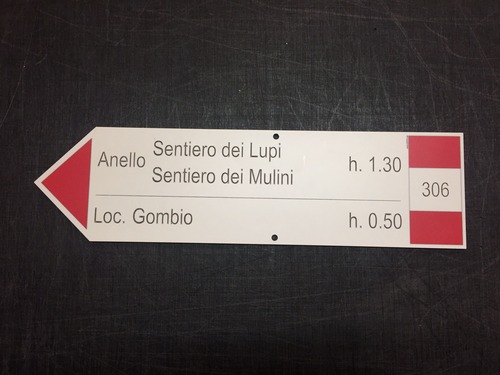 Anello Sentiero dei Lupi h. 1.30
Sentiero dei Mulini
Loc. Gombio h. 0.50
306